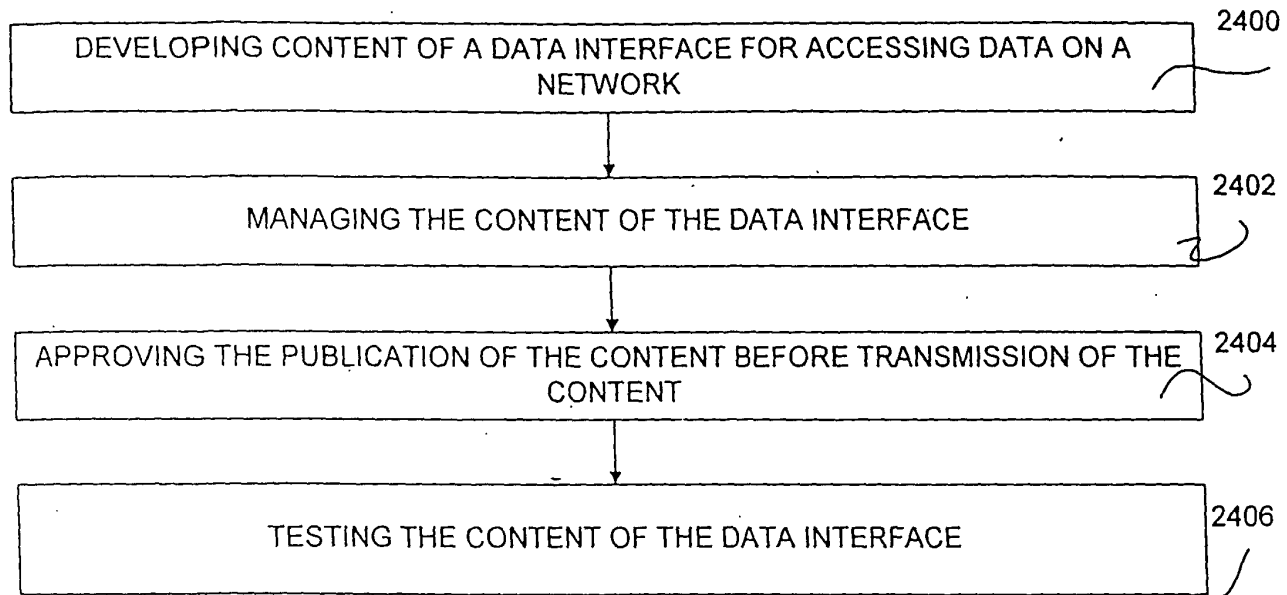 2400
DEVELOPING CONTENT OF A DATA INTERFACE FOR ACCESSING DATA ON A
NETWORK
2402
MANAGING THE CONTENT OF THE DATA INTERFACE
2404
APPROVING THE PUBLICATION OF THE CONTENT BEFORE TRANSMISSION OF THE
CONTENT
2406
TESTING THE CONTENT OF THE DATA INTERFACE